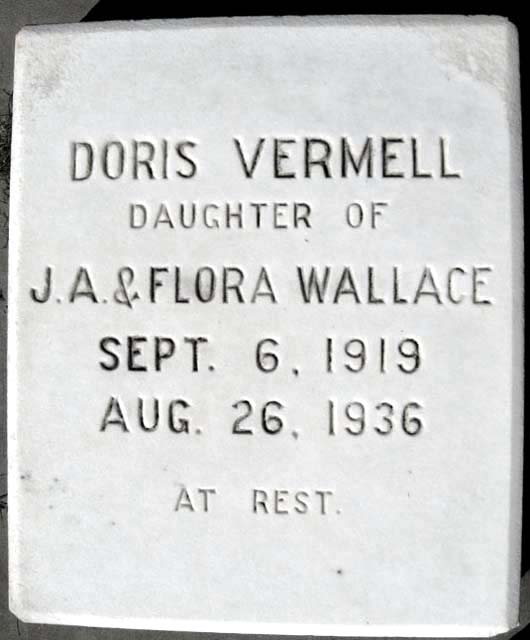 DORIS VERMELL
DAUGHTER OF
J.A.& FLORA WALLACE
SEPT. 6, 1919
AUG. 26, 1936
AT REST.